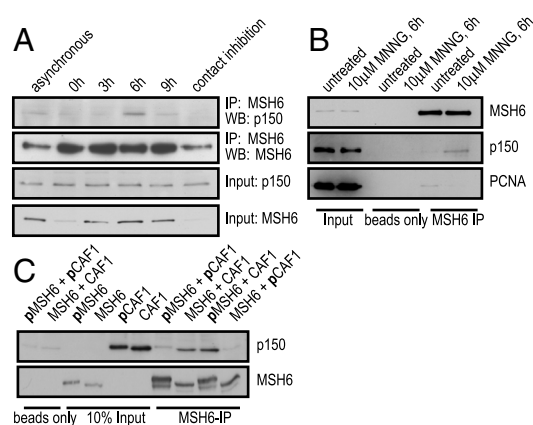 A
asynchronous
0h
3h
6h
9h
contact inhibition
IP: MSH6
WB: p150
IP: MSH6
WB: MSH6
Input: p150
Input: MSH6
B
untreated
10µM MNNG, 6h
untreated
10µM MNNG, 6h
untreated
10µM MNNG, 6h
MSH6
p150
PCNA
Input
beads only
MSH6 IP
C
pMSH6 + pCAF1
MSH6 + CAF1
pMSH6
MSH6
pCAF1
CAF1
pMSH6 + pCAF1
MSH6 + CAF1
pMSH6 + CAF1
MSH6 + pCAF1
p150
MSH6
beads only
10% Input
MSH6-IP